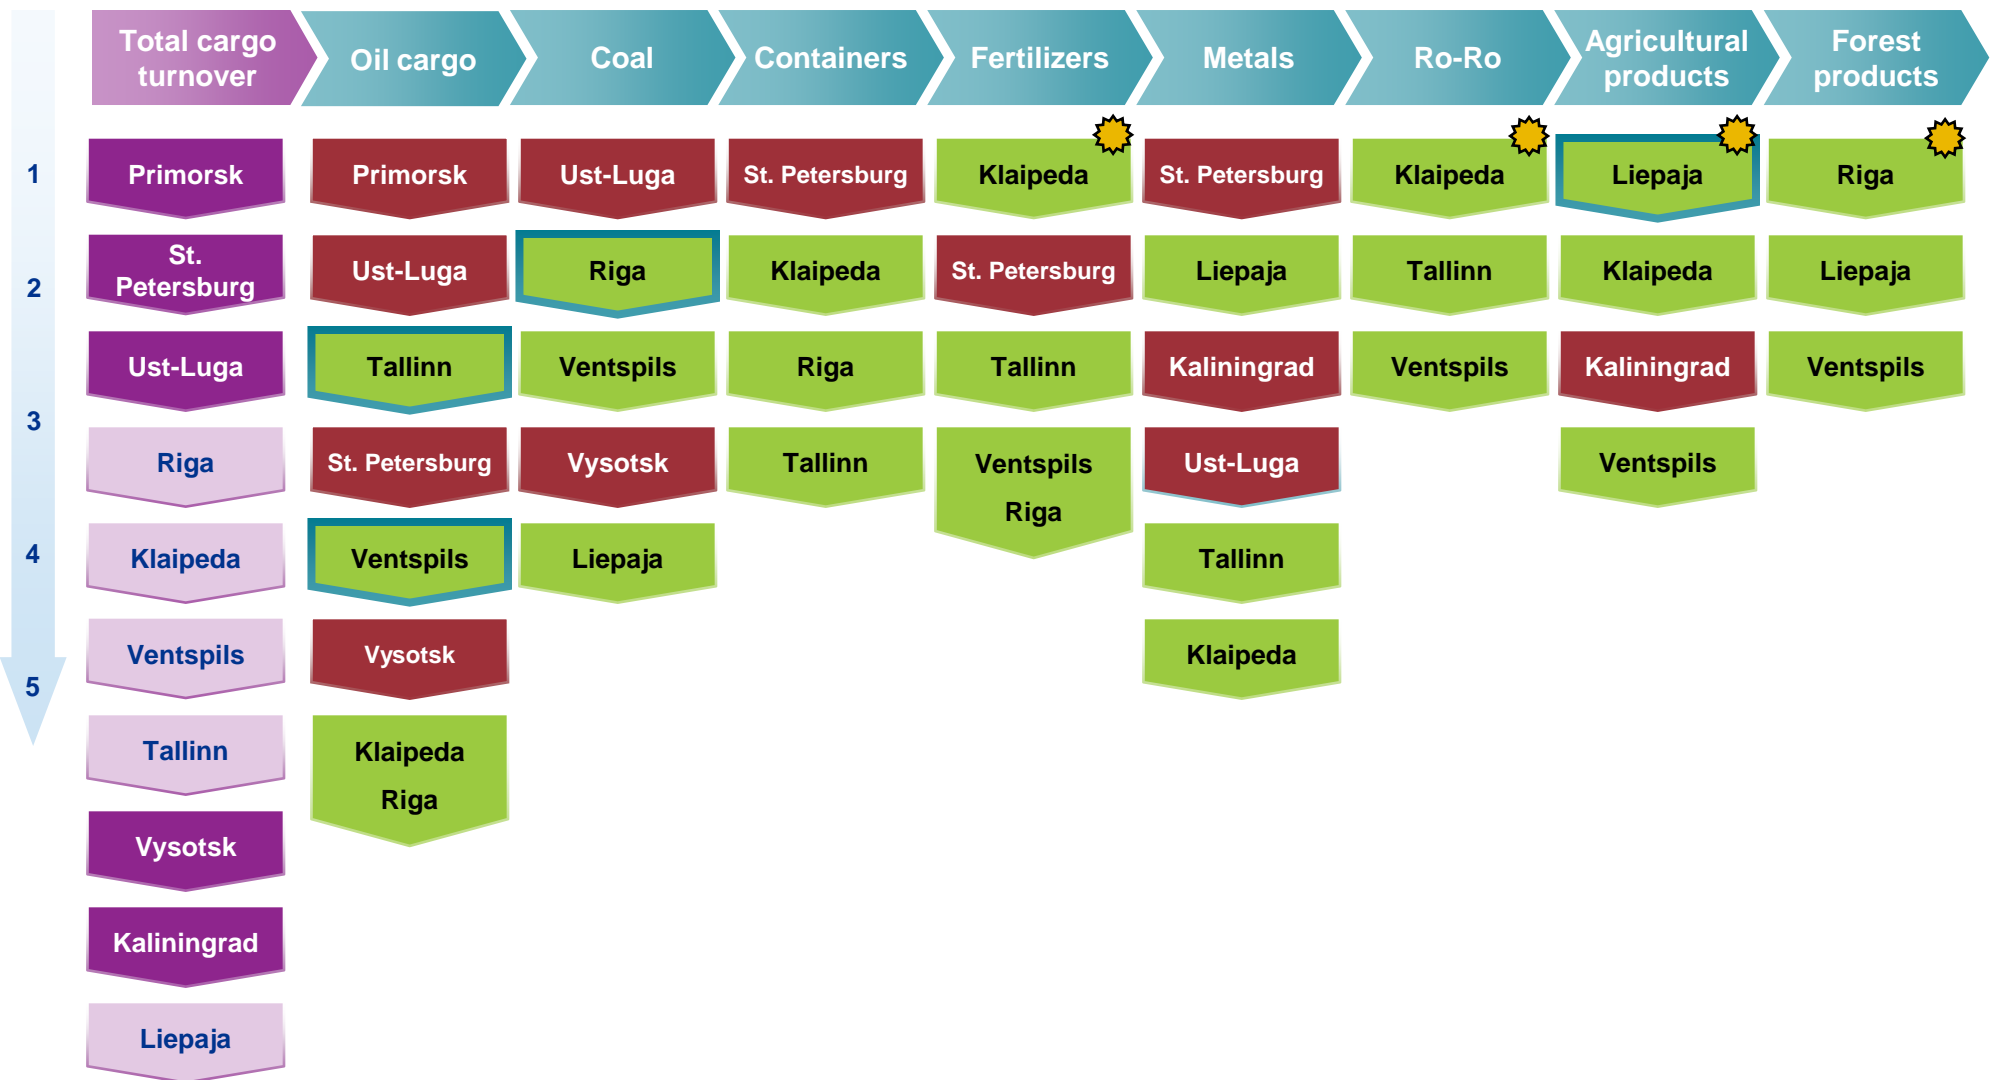 Total cargo
turnover
Oil cargo
Coal
Containers
Fertilizers
Metals
Ro-Ro
Agricultural
products
Forest
products
1
Primorsk
Primorsk
Ust-Luga
St. Petersburg
Klaipeda
St. Petersburg
Klaipeda
Liepaja
Riga
2
St.
Petersburg
Ust-Luga
Riga
Klaipeda
St. Petersburg
Liepaja
Tallinn
Klaipeda
Liepaja
3
Ust-Luga
Tallinn
Ventspils
Riga
Tallinn
Kaliningrad
Ventspils
Kaliningrad
Ventspils
Riga
St. Petersburg
Vysotsk
Tallinn
Ventspils
Riga
Ust-Luga
Ventspils
4
Klaipeda
Ventspils
Liepaja
Tallinn
5
Ventspils
Vysotsk
Klaipeda
Tallinn
Klaipeda
Riga
Vysotsk
Kaliningrad
Liepaja